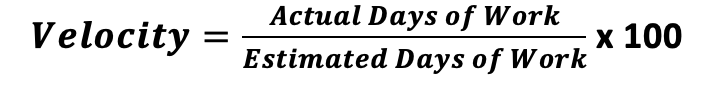 Velocity = Actual Days of Work / Estimated Days of Work x 100